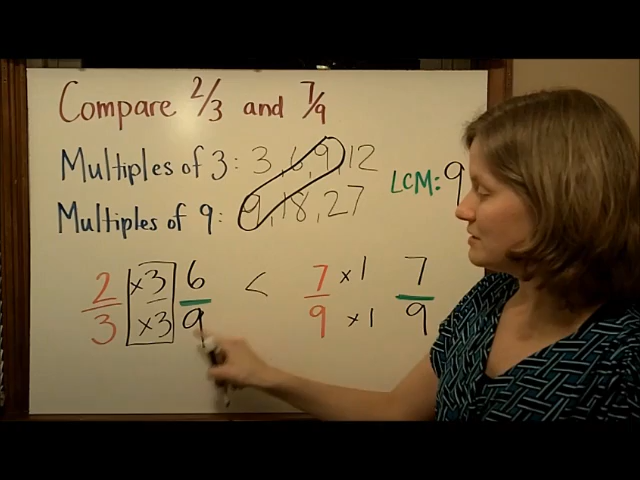 Compare 2/3 and 7/9
Multiples of 3: 3, 6, 9, 12
LCM: 9
Multiples of 9: 9, 18, 27
2/3 ×3/×3 6/9 < 7/9 ×1/×1 7/9